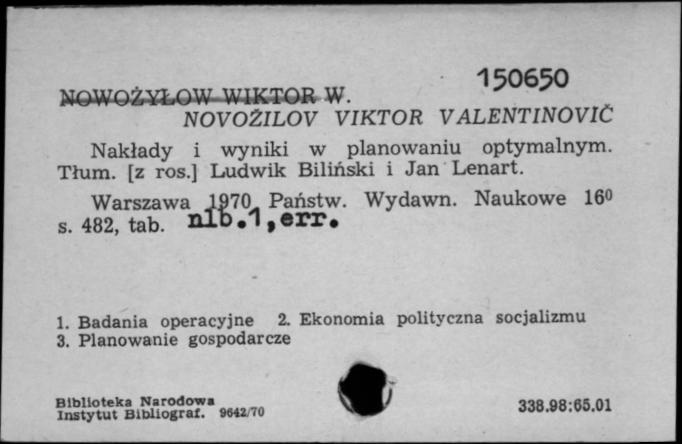 150650
NOWOŻYŁOW WIKTOR W.
NOVOŽILOV VIKTOR VALENTINOVIČ
Nakłady i wyniki w planowaniu optymalnym.
Tłum. [z ros.] Ludwik Biliński i Jan Lenart.
Warszawa 1970 Państw. Wydawn. Naukowe 16º
s. 482, tab. nlb.1, err.
1. Badania operacyjne 2. Ekonomia polityczna socjalizmu
3. Planowanie gospodarcze
Biblioteka Narodowa
Instytut Bibliograf. 9642/70
338.98:65.01